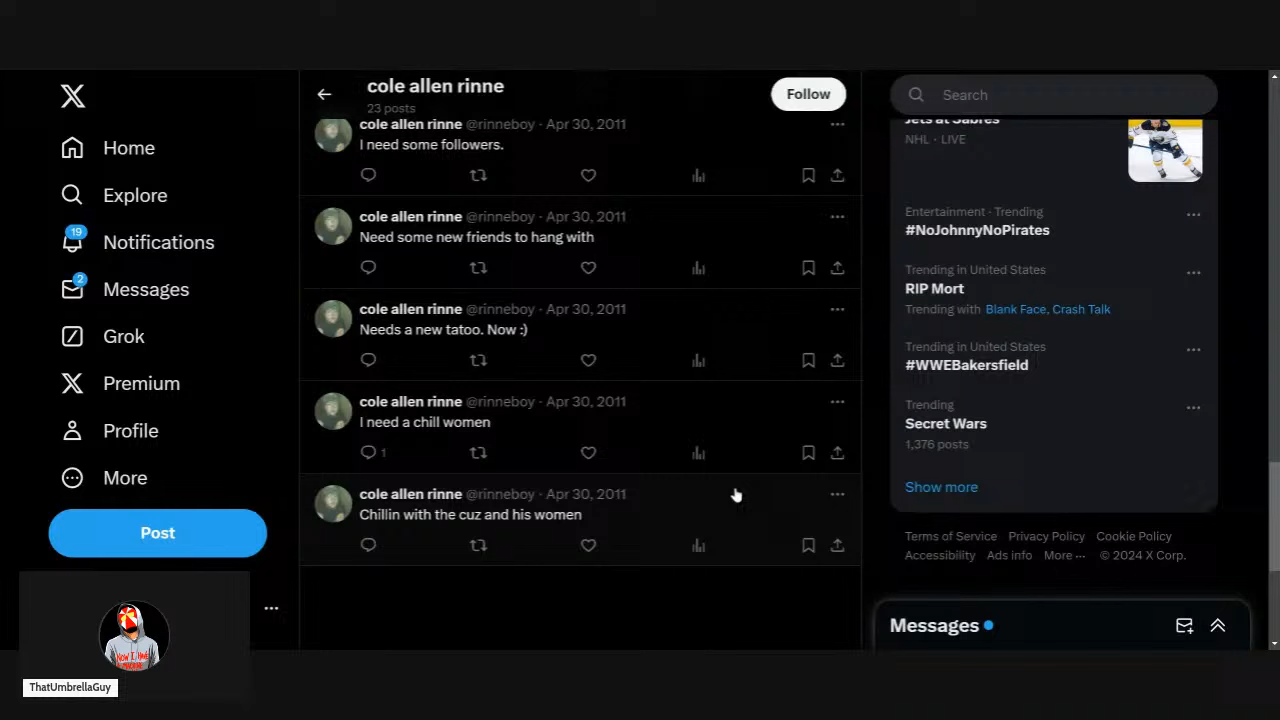 Home
Explore
19
Notifications
2
Messages
Grok
Premium
Profile
More
Post
ThatUmbrellaGuy
cole allen rinne
23 posts
Follow
cole allen rinne @rinneboy · Apr 30, 2011
I need some followers.
cole allen rinne @rinneboy · Apr 30, 2011
Need some new friends to hang with
cole allen rinne @rinneboy · Apr 30, 2011
Needs a new tatoo. Now :)
cole allen rinne @rinneboy · Apr 30, 2011
I need a chill women
1
cole allen rinne @rinneboy · Apr 30, 2011
Chillin with the cuz and his women
Search
Jets at Sabres
NHL · LIVE
Entertainment · Trending
#NoJohnnyNoPirates
Trending in United States
RIP Mort
Trending with Blank Face, Crash Talk
Trending in United States
#WWEBakersfield
Trending
Secret Wars
1,376 posts
Show more
Terms of Service Privacy Policy Cookie Policy
Accessibility Ads info More ··· © 2024 X Corp.
Messages